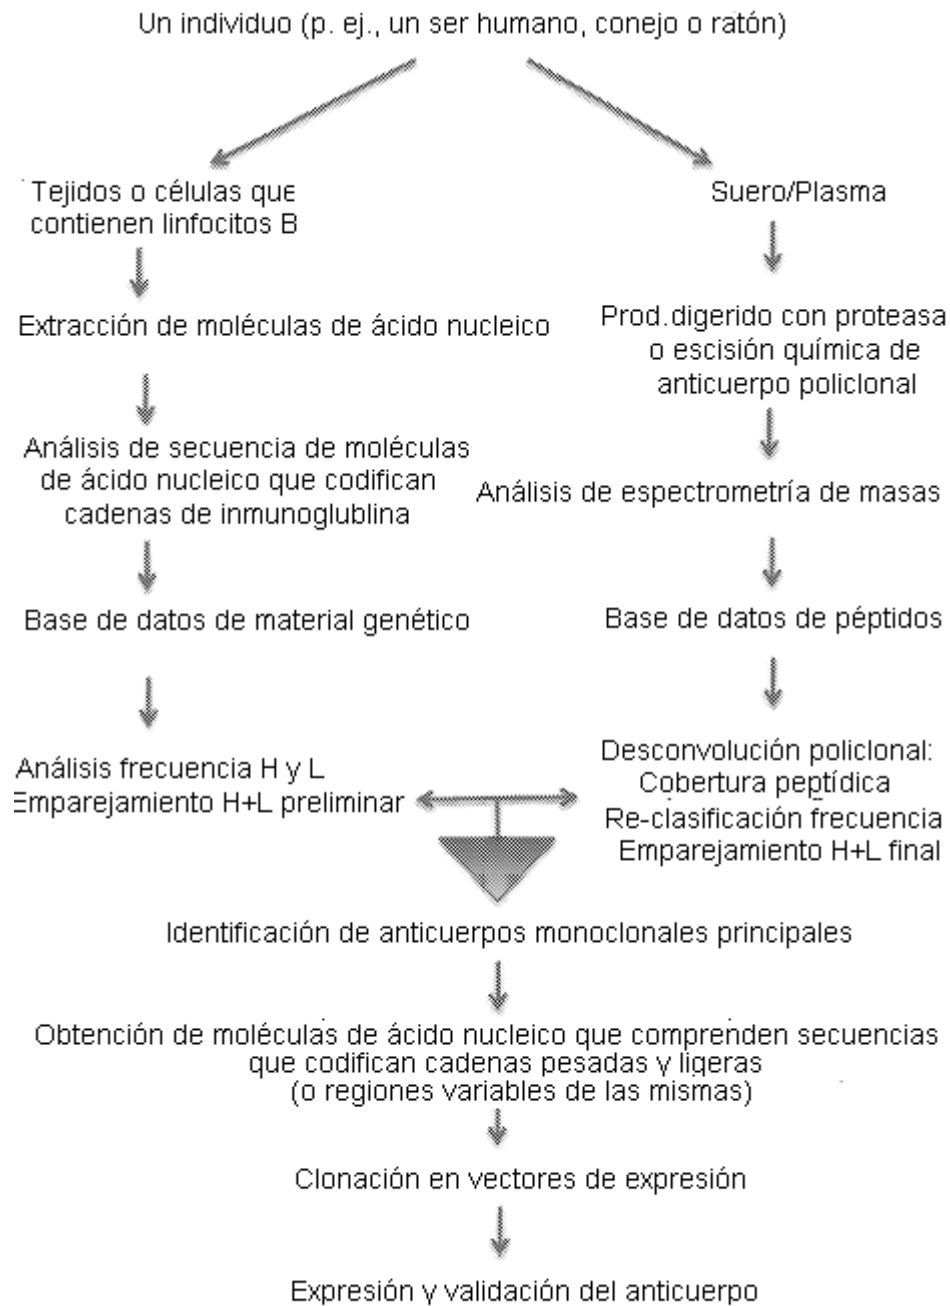 Un individuo (p. ej., un ser humano, conejo o ratón)
Tejidos o células que
contienen linfocitos B
Suero/Plasma
Extracción de moléculas de ácido nucleico
Prod.digerido con proteasa
o escisión química de
anticuerpo policlonal
Análisis de secuencia de moléculas
de ácido nucleico que codifican
cadenas de inmunoglublina
Análisis de espectrometría de masas
Base de datos de material genético
Base de datos de péptidos
Análisis frecuencia H y L
Emparejamiento H+L preliminar
Desconvolución policlonal:
Cobertura peptídica
Re-clasificación frecuencia
Emparejamiento H+L final
Identificación de anticuerpos monoclonales principales
Obtención de moléculas de ácido nucleico que comprenden secuencias
que codifican cadenas pesadas y ligeras
(o regiones variables de las mismas)
Clonación en vectores de expresión
Expresión y validación del anticuerpo